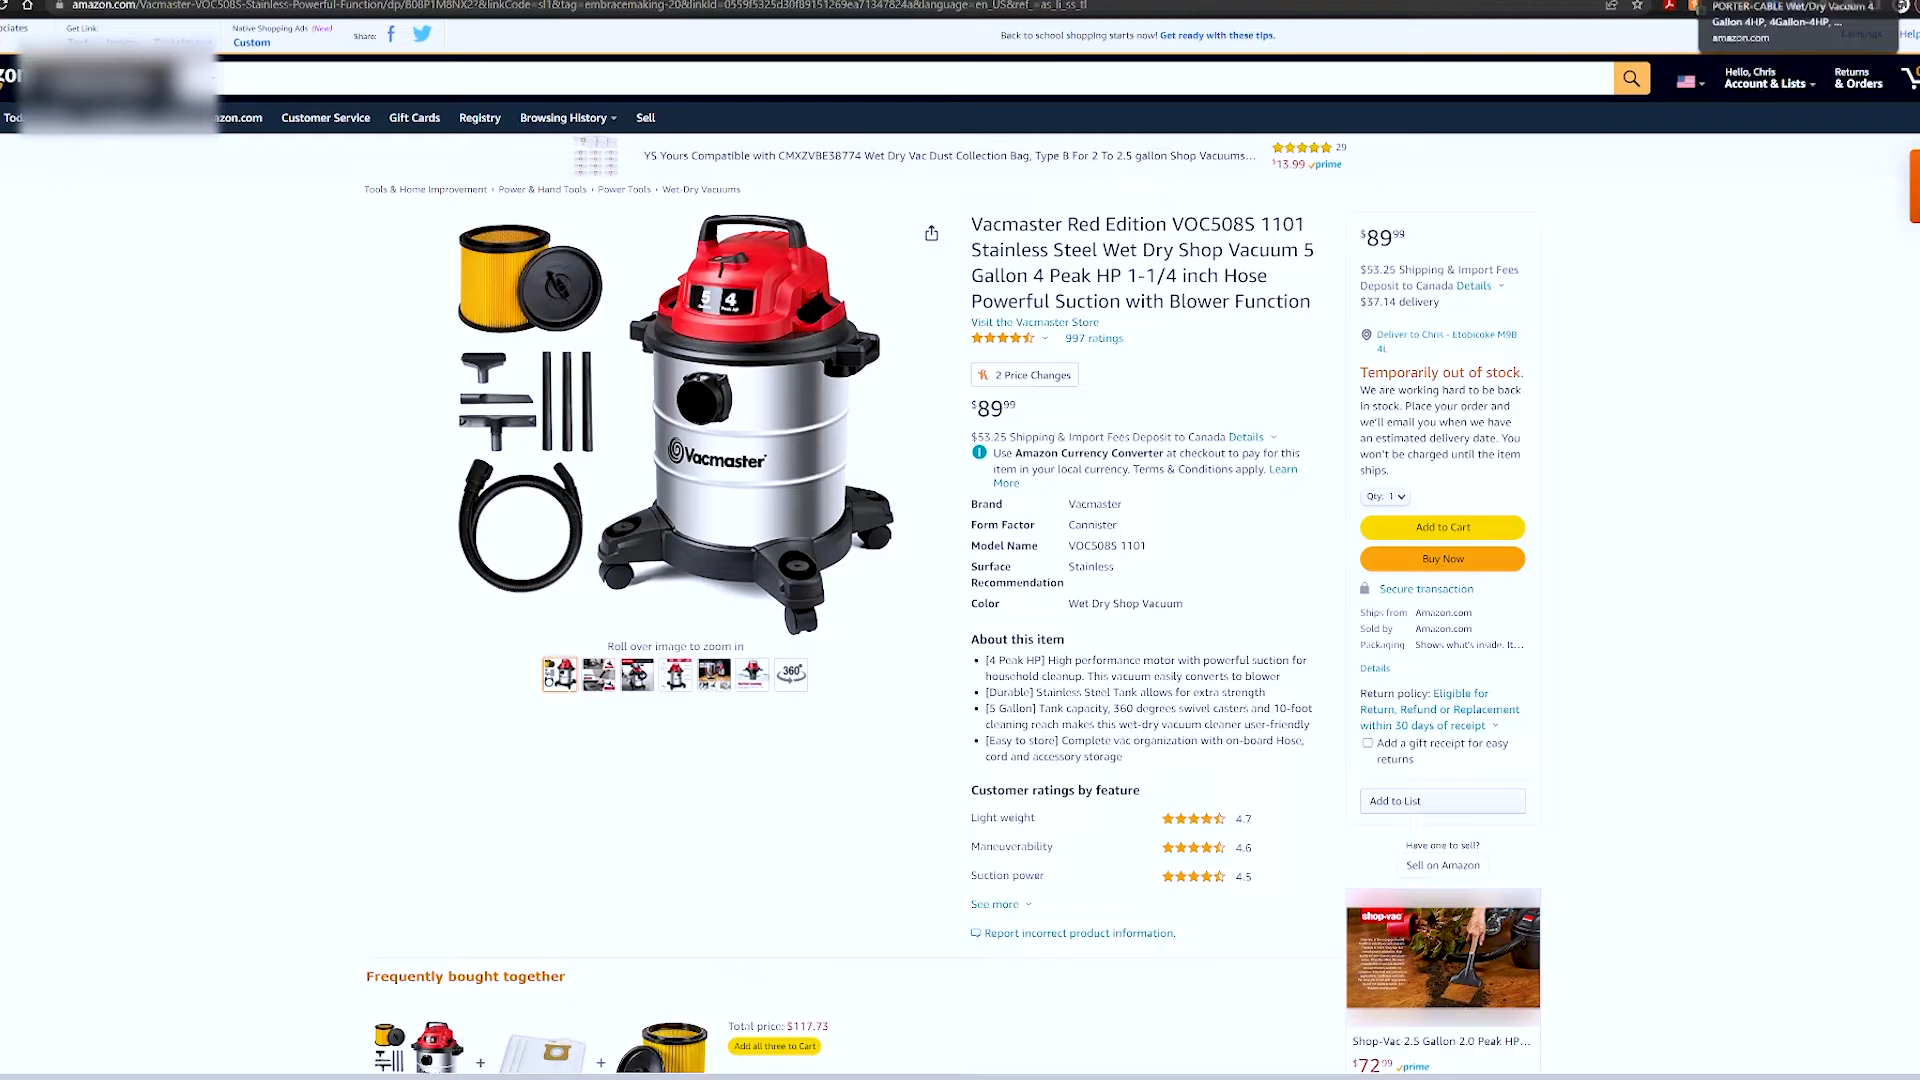 amazon.com/Vacmaster-VOC508S-Stainless-Powerful-Function/dp/B08P1M8NX2?&linkCode=sl1&tag=embracemaking-20&linkId=0559f5325d30f89151269ea71347824a&language=en_US&ref_=as_li_ss_tl
PORTER-CABLE Wet/Dry Vacuum 4
Gallon 4HP, 4Gallon-4HP, ...
amazon.com
ociates
Get Link:
Native Shopping Ads (New)
Custom
Share:
Back to school shopping starts now! Get ready with these tips.
Earnings
Help
Hello, Chris
Account & Lists
Returns
& Orders
azon.com
Customer Service
Gift Cards
Registry
Browsing History
Sell
Y5 Yours Compatible with CMXZVBE38774 Wet Dry Vac Dust Collection Bag, Type B For 2 To 2.5 gallon Shop Vacuums...
29
$13.99 prime
Tools & Home Improvement › Power & Hand Tools › Power Tools › Wet-Dry Vacuums
Vacmaster Red Edition VOC508S 1101
Stainless Steel Wet Dry Shop Vacuum 5
Gallon 4 Peak HP 1-1/4 inch Hose
Powerful Suction with Blower Function
Visit the Vacmaster Store
997 ratings
2 Price Changes
$89.99
$53.25 Shipping & Import Fees Deposit to Canada Details
Use Amazon Currency Converter at checkout to pay for this
item in your local currency. Terms & Conditions apply. Learn
More
Brand Vacmaster
Form Factor Cannister
Model Name VOC508S 1101
Surface Stainless
Recommendation
Color Wet Dry Shop Vacuum
About this item
[4 Peak HP] High performance motor with powerful suction for
household cleanup. This vacuum easily converts to blower
[Durable] Stainless Steel Tank allows for extra strength
[5 Gallon] Tank capacity, 360 degrees swivel casters and 10-foot
cleaning reach makes this wet-dry vacuum cleaner user-friendly
[Easy to store] Complete vac organization with on-board Hose,
cord and accessory storage
Customer ratings by feature
Light weight 4.7
Maneuverability 4.6
Suction power 4.5
See more
Report incorrect product information.
5 4
Peak HP
Vacmaster
Roll over image to zoom in
360°
$89.99
$53.25 Shipping & Import Fees
Deposit to Canada Details
$37.14 delivery
Deliver to Chris - Etobicoke M9B
4L
Temporarily out of stock.
We are working hard to be back
in stock. Place your order and
we'll email you when we have
an estimated delivery date. You
won't be charged until the item
ships.
Qty: 1
Add to Cart
Buy Now
Secure transaction
Ships from Amazon.com
Sold by Amazon.com
Packaging Shows what's inside. It...
Details
Return policy: Eligible for
Return, Refund or Replacement
within 30 days of receipt
Add a gift receipt for easy
returns
Add to List
Have one to sell?
Sell on Amazon
shop-vac
Shop-Vac 2.5 Gallon 2.0 Peak HP...
$72.99 prime
Frequently bought together
+ +
Total price: $117.73
Add all three to Cart